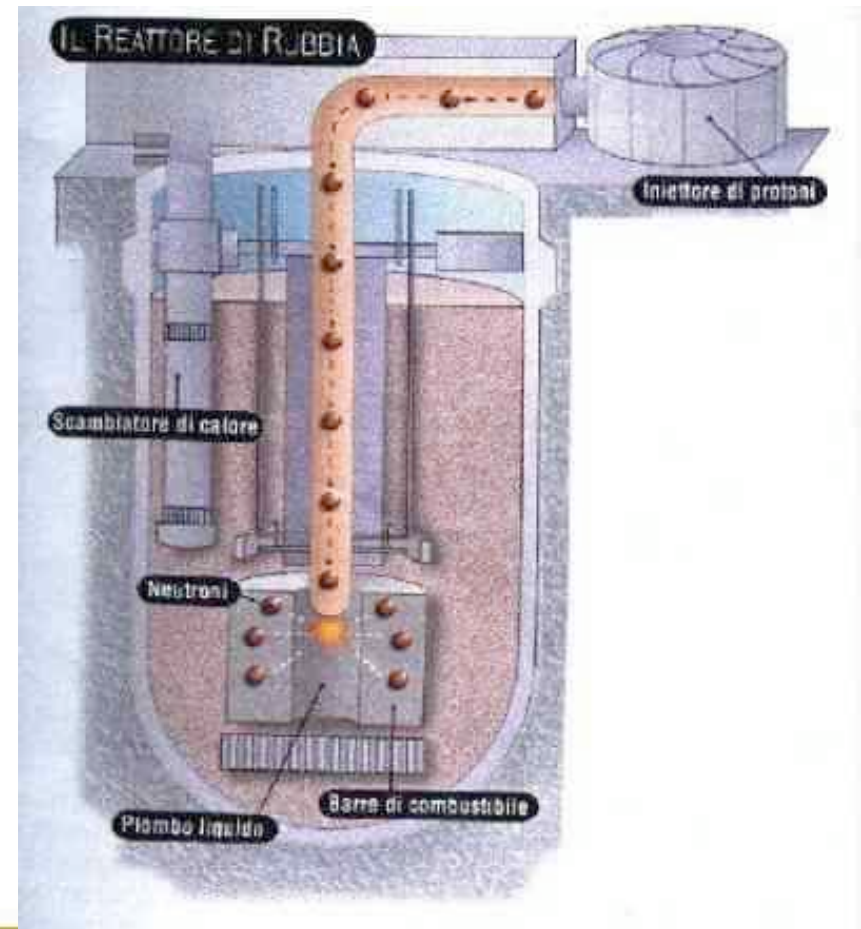 IL REATTORE DI RUBBIA
Iniettore di protoni
Scambiatore di calore
Neutroni
Barre di combustibile
Piombo liquido